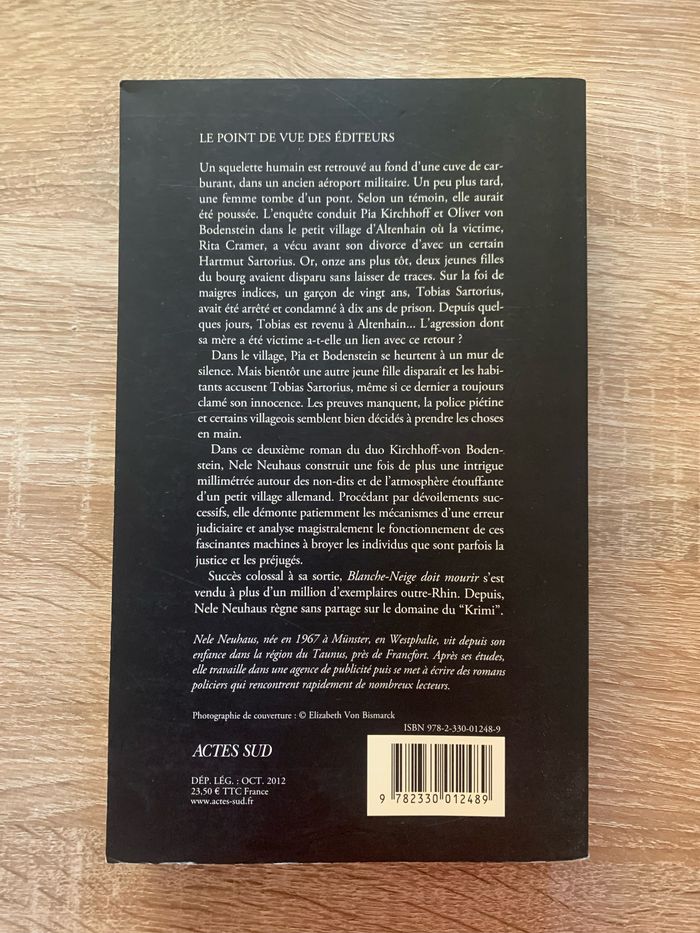 LE POINT DE VUE DES ÉDITEURS
Un squelette humain est retrouvé au fond d'une cuve de car-
burant, dans un ancien aéroport militaire. Un peu plus tard,
une femme tombe d'un pont. Selon un témoin, elle aurait
été poussée. L'enquête conduit Pia Kirchhoff et Oliver von
Bodenstein dans le petit village d'Altenhain où la victime,
Rita Cramer, a vécu avant son divorce d'avec un certain
Hartmut Sartorius. Or, onze ans plus tôt, deux jeunes filles
du bourg avaient disparu sans laisser de traces. Sur la foi de
maigres indices, un garçon de vingt ans, Tobias Sartorius,
avait été arrêté et condamné à dix ans de prison. Depuis quel-
ques jours, Tobias est revenu à Altenhain... L'agression dont
sa mère a été victime a-t-elle un lien avec ce retour ?
Dans le village, Pia et Bodenstein se heurtent à un mur de
silence. Mais bientôt une autre jeune fille disparaît et les habi-
tants accusent Tobias Sartorius, même si ce dernier a toujours
clamé son innocence. Les preuves manquent, la police piétine
et certains villageois semblent bien décidés à prendre les choses
en main.
Dans ce deuxième roman du duo Kirchhoff-von Boden-
stein, Nele Neuhaus construit une fois de plus une intrigue
millimétrée autour des non-dits et de l'atmosphère étouffante
d'un petit village allemand. Procédant par dévoilements suc-
cessifs, elle démonte patiemment les mécanismes d'une erreur
judiciaire et analyse magistralement le fonctionnement de ces
fascinantes machines à broyer les individus que sont parfois la
justice et les préjugés.
Succès colossal à sa sortie, Blanche-Neige doit mourir s'est
vendu à plus d'un million d'exemplaires outre-Rhin. Depuis,
Nele Neuhaus règne sans partage sur le domaine du “Krimi”.
Nele Neuhaus, née en 1967 à Münster, en Westphalie, vit depuis son
enfance dans la région du Taunus, près de Francfort. Après ses études,
elle travaille dans une agence de publicité puis se met à écrire des romans
policiers qui rencontrent rapidement de nombreux lecteurs.
Photographie de couverture : © Elizabeth Von Bismarck
ISBN 978-2-330-01248-9
ACTES SUD
DÉP. LÉG. : OCT. 2012
23,50 € TTC France
www.actes-sud.fr
9 782330 012489